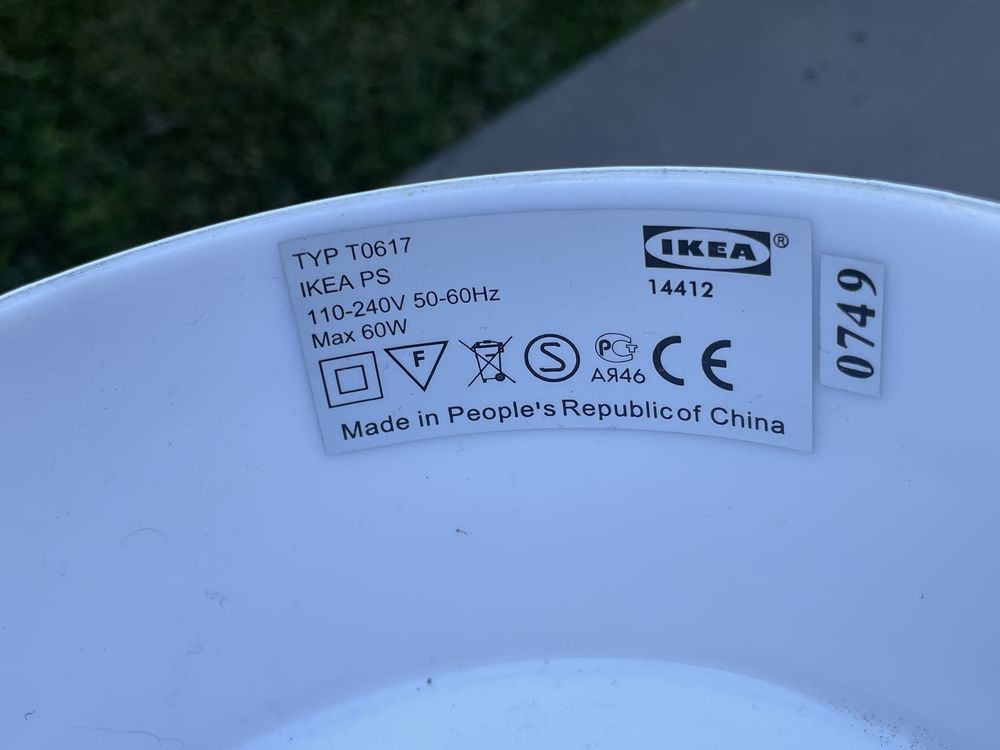 TYP T0617
IKEA PS
110-240V 50-60Hz
Max 60W
IKEA®
14412
F
S
PCT
АЯ46
CE
Made in People's Republic of China
0749